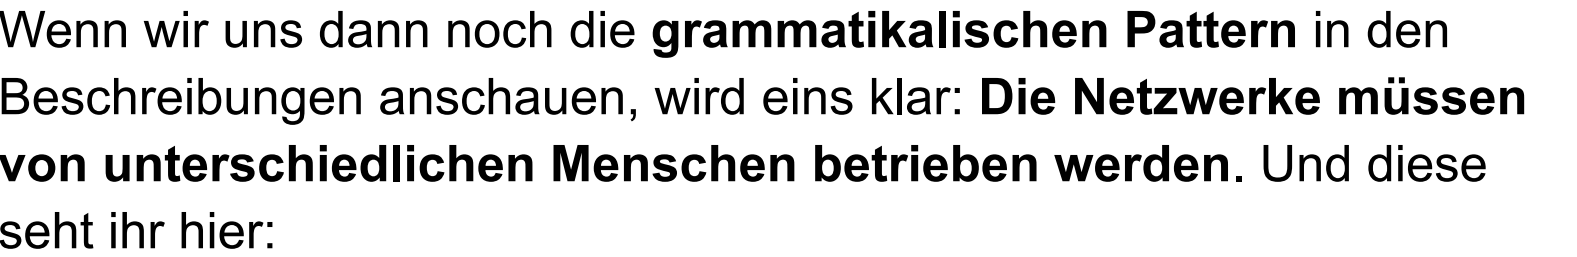 Wenn wir uns dann noch die grammatikalischen Pattern in den
Beschreibungen anschauen, wird eins klar: Die Netzwerke müssen
von unterschiedlichen Menschen betrieben werden. Und diese
seht ihr hier: